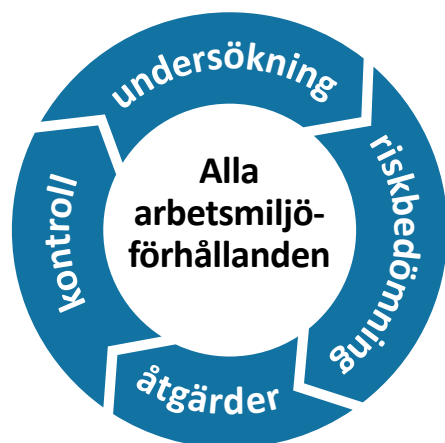 undersökning
riskbedömning
åtgärder
kontroll
Alla
arbetsmiljö-
förhållanden